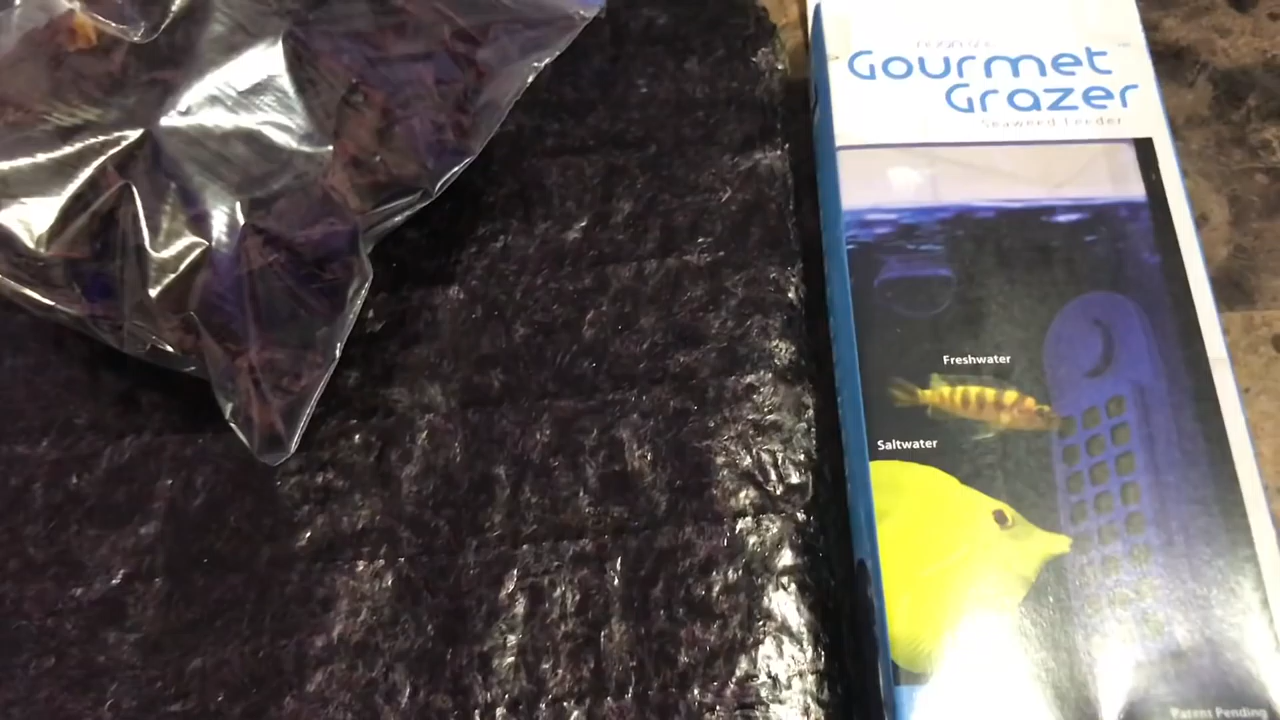 Gourmet
Grazer
Seaweed Feeder
Freshwater
Saltwater
Patent Pending